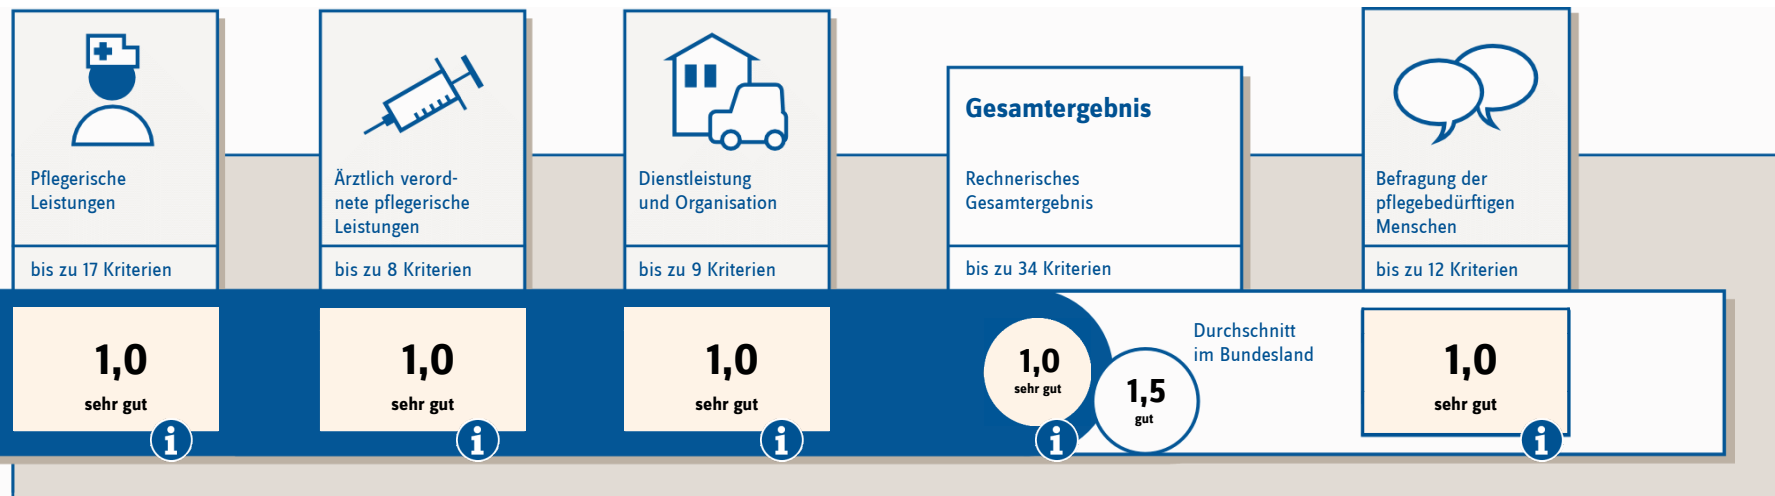 Pflegerische
Leistungen
bis zu 17 Kriterien
1,0
sehr gut
i
Ärztlich verord-
nete pflegerische
Leistungen
bis zu 8 Kriterien
1,0
sehr gut
i
Dienstleistung
und Organisation
bis zu 9 Kriterien
1,0
sehr gut
i
Gesamtergebnis
Rechnerisches
Gesamtergebnis
bis zu 34 Kriterien
1,0
sehr gut
i
1,5
gut
Durchschnitt
im Bundesland
Befragung der
pflegebedürftigen
Menschen
bis zu 12 Kriterien
1,0
sehr gut
i